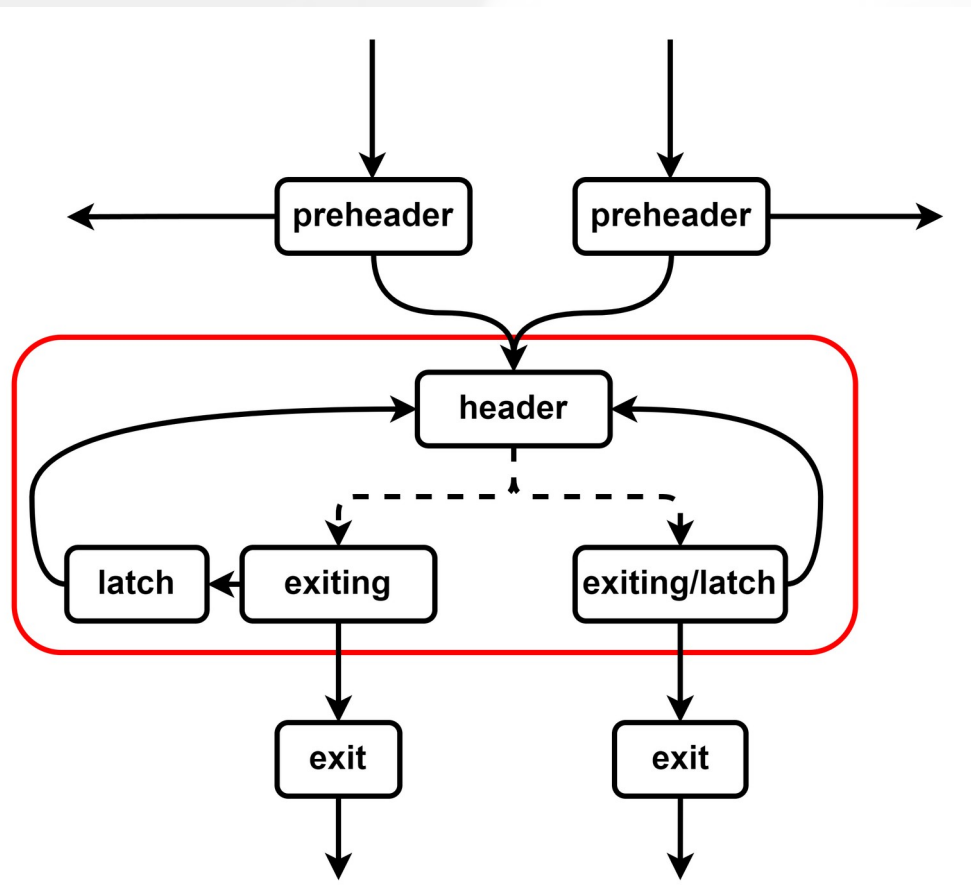 preheader
preheader
header
latch
exiting
exiting/latch
exit
exit